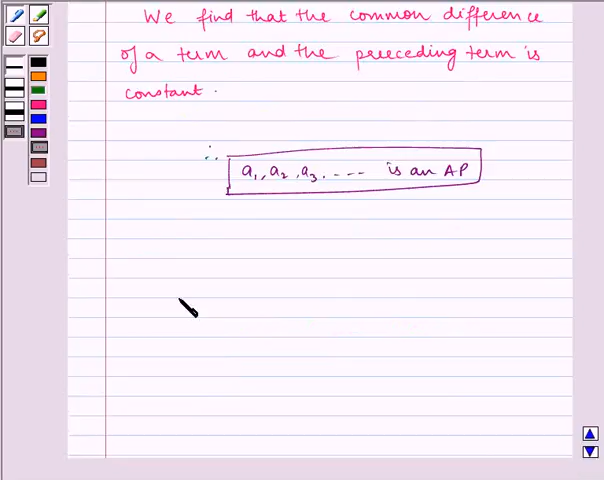 We find that the common difference
of a term and the preceding term is
constant.
∴ a₁, a₂, a₃, ---- is an AP